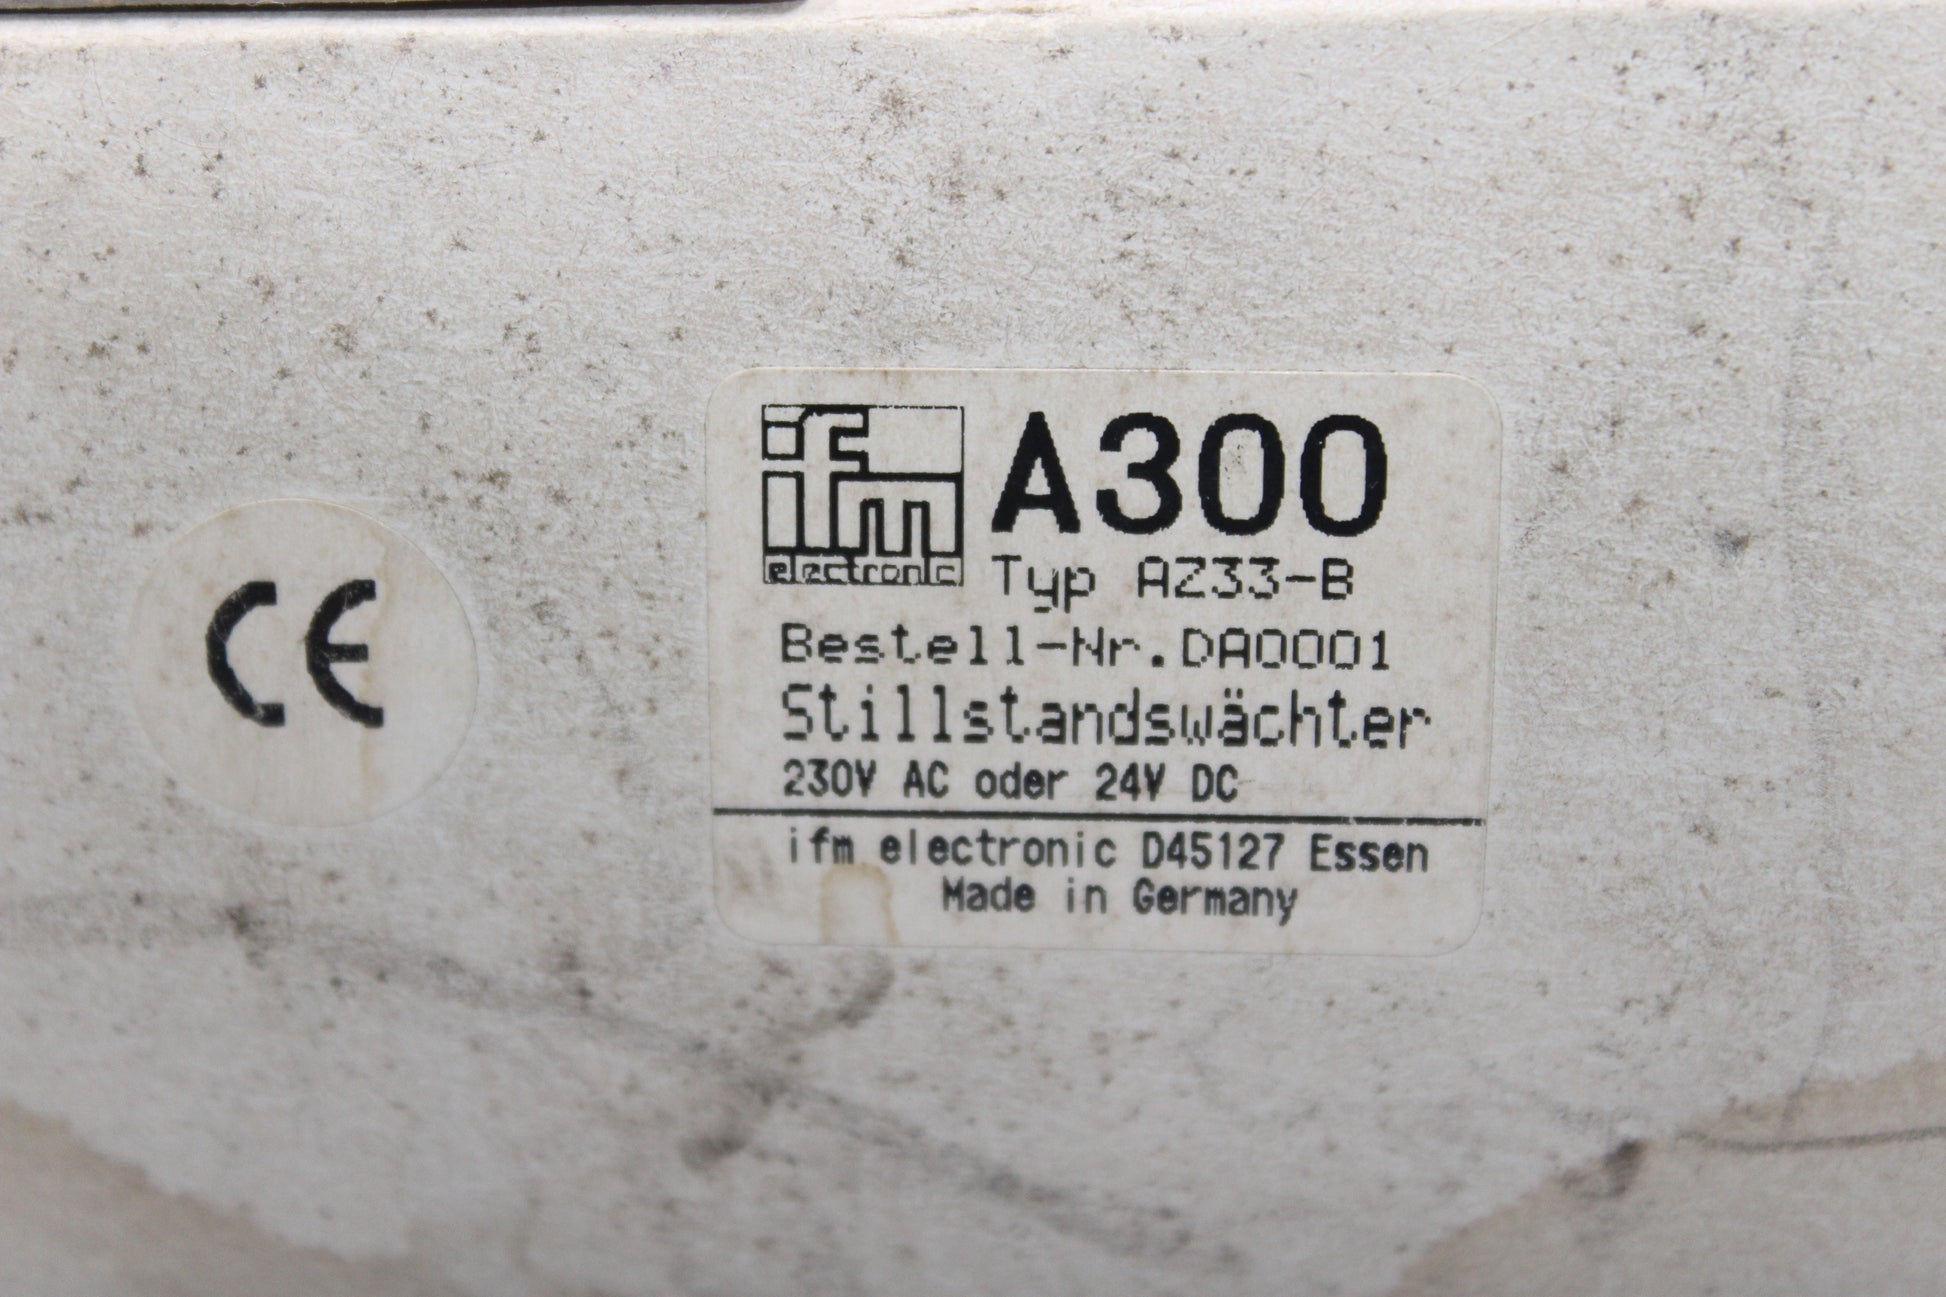 CE
ifm
electronic
A300
Typ AZ33-B
Bestell-Nr.DA0001
Stillstandswächter
230V AC oder 24V DC
ifm electronic D45127 Essen
Made in Germany